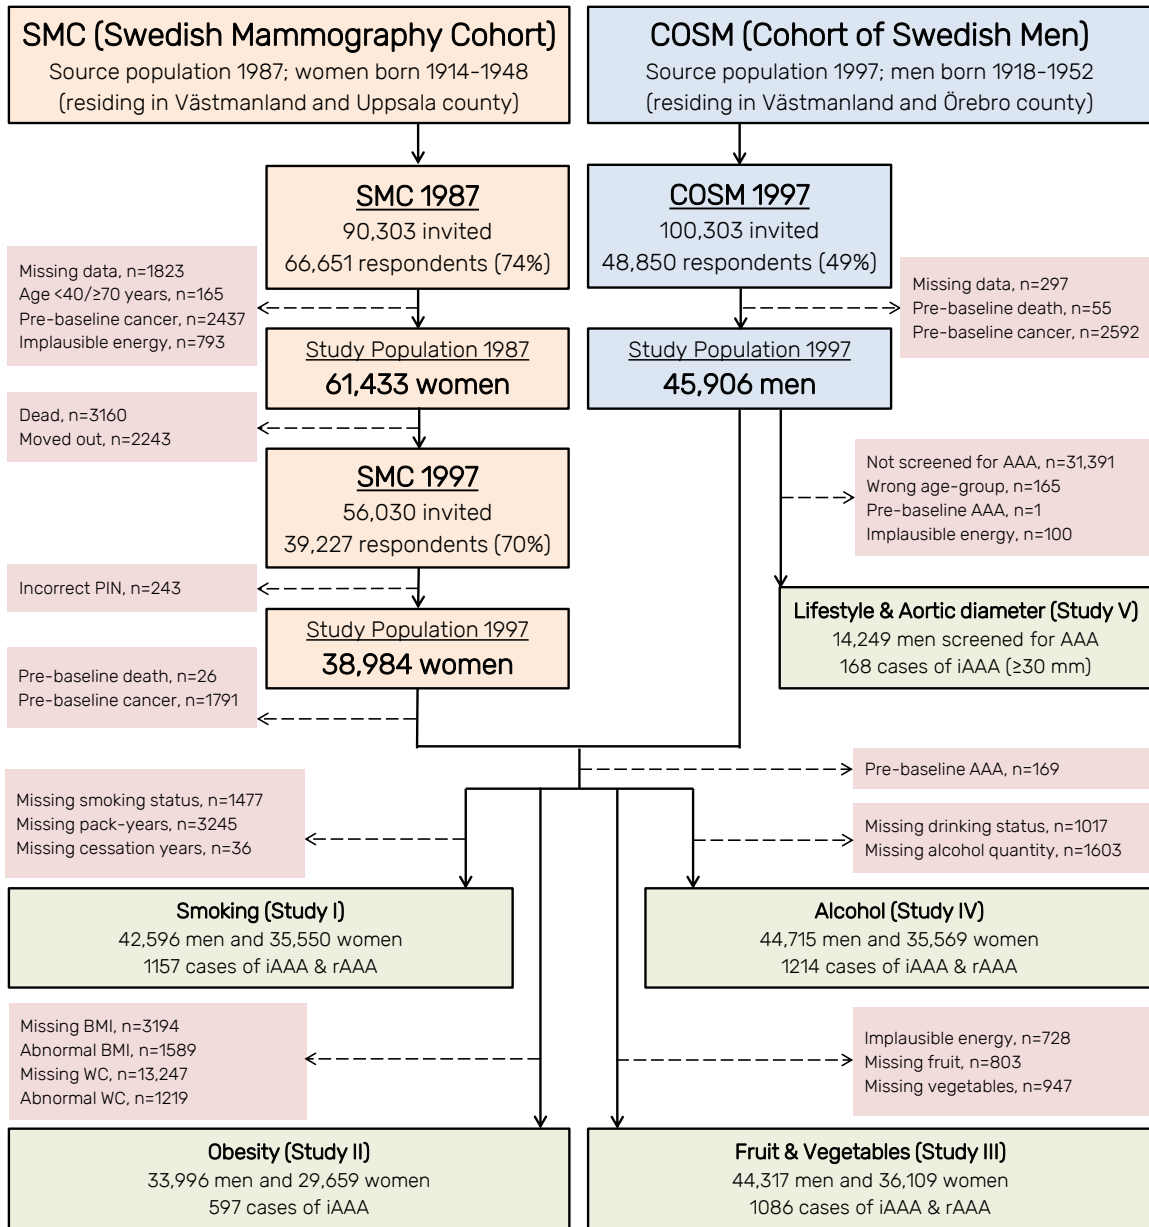 SMC (Swedish Mammography Cohort)
Source population 1987; women born 1914-1948
(residing in Västmanland and Uppsala county)
COSM (Cohort of Swedish Men)
Source population 1997; men born 1918-1952
(residing in Västmanland and Örebro county)
SMC 1987
90,303 invited
66,651 respondents (74%)
COSM 1997
100,303 invited
48,850 respondents (49%)
Missing data, n=1823
Age <40/≥70 years, n=165
Pre-baseline cancer, n=2437
Implausible energy, n=793
Missing data, n=297
Pre-baseline death, n=55
Pre-baseline cancer, n=2592
Study Population 1987
61,433 women
Study Population 1997
45,906 men
Dead, n=3160
Moved out, n=2243
SMC 1997
56,030 invited
39,227 respondents (70%)
Not screened for AAA, n=31,391
Wrong age-group, n=165
Pre-baseline AAA, n=1
Implausible energy, n=100
Incorrect PIN, n=243
Study Population 1997
38,984 women
Lifestyle & Aortic diameter (Study V)
14,249 men screened for AAA
168 cases of iAAA (≥30 mm)
Pre-baseline death, n=26
Pre-baseline cancer, n=1791
Pre-baseline AAA, n=169
Missing smoking status, n=1477
Missing pack-years, n=3245
Missing cessation years, n=36
Missing drinking status, n=1017
Missing alcohol quantity, n=1603
Smoking (Study I)
42,596 men and 35,550 women
1157 cases of iAAA & rAAA
Alcohol (Study IV)
44,715 men and 35,569 women
1214 cases of iAAA & rAAA
Missing BMI, n=3194
Abnormal BMI, n=1589
Missing WC, n=13,247
Abnormal WC, n=1219
Implausible energy, n=728
Missing fruit, n=803
Missing vegetables, n=947
Obesity (Study II)
33,996 men and 29,659 women
597 cases of iAAA
Fruit & Vegetables (Study III)
44,317 men and 36,109 women
1086 cases of iAAA & rAAA